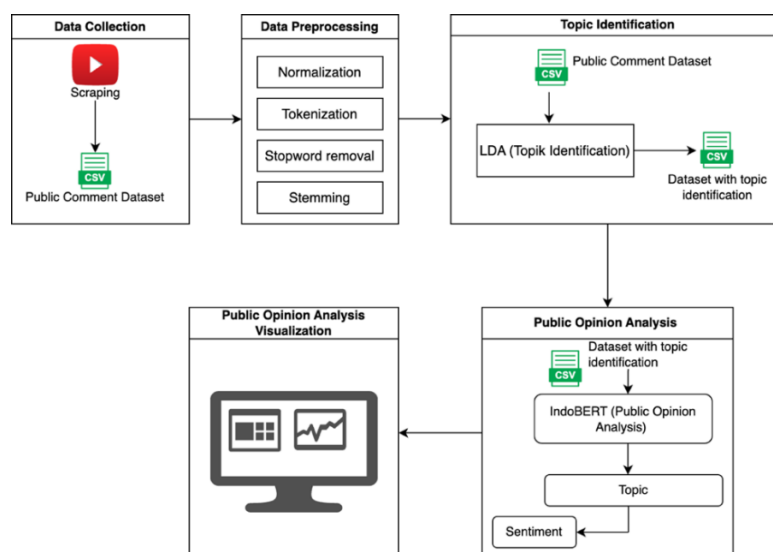 Data Collection
Scraping
CSV
Public Comment Dataset
Data Preprocessing
Normalization
Tokenization
Stopword removal
Stemming
Topic Identification
CSV
Public Comment Dataset
LDA (Topik Identification)
CSV
Dataset with topic
identification
Public Opinion Analysis
Dataset with topic
identification
CSV
IndoBERT (Public Opinion
Analysis)
Topic
Sentiment
Public Opinion Analysis
Visualization